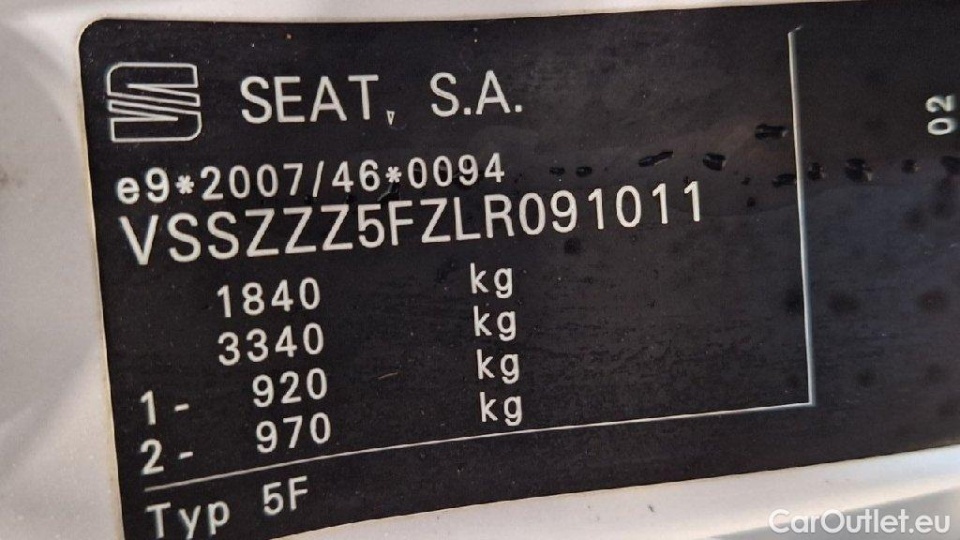 SEAT, S.A.
e9*2007/46*0094
VSSZZZ5FZLR091011
1840 kg
3340 kg
1- 920 kg
2- 970 kg
Typ 5F
02
CarOutlet.eu